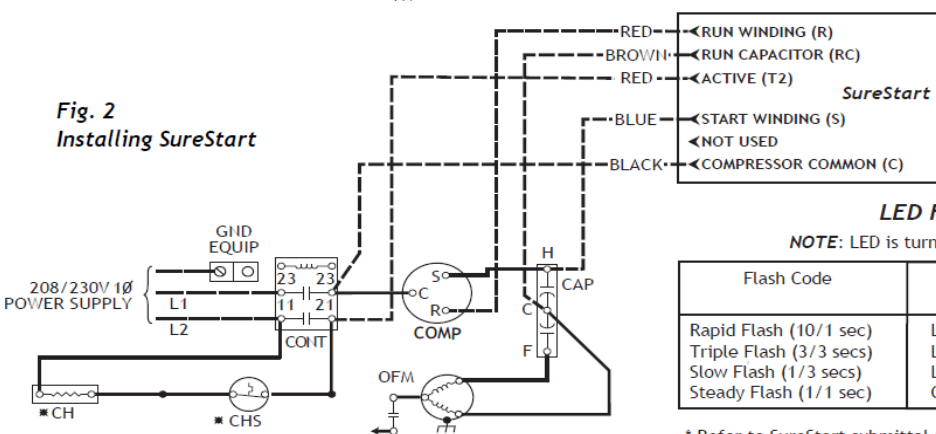 RED
RUN WINDING (R)
BROWN
RUN CAPACITOR (RC)
RED
ACTIVE (T2)
SureStart
Fig. 2
Installing SureStart
BLUE
START WINDING (S)
NOT USED
BLACK
COMPRESSOR COMMON (C)
LED
NOTE: LED is turn
GND
EQUIP
H
CAP
23 23
S
C
R
COMP
C
208/230V 1Ø
POWER SUPPLY
L1
L2
11 21
CONT
F
OFM
* CH
* CHS
Flash Code
Rapid Flash (10/1 sec)
Triple Flash (3/3 secs)
Slow Flash (1/3 secs)
Steady Flash (1/1 sec)